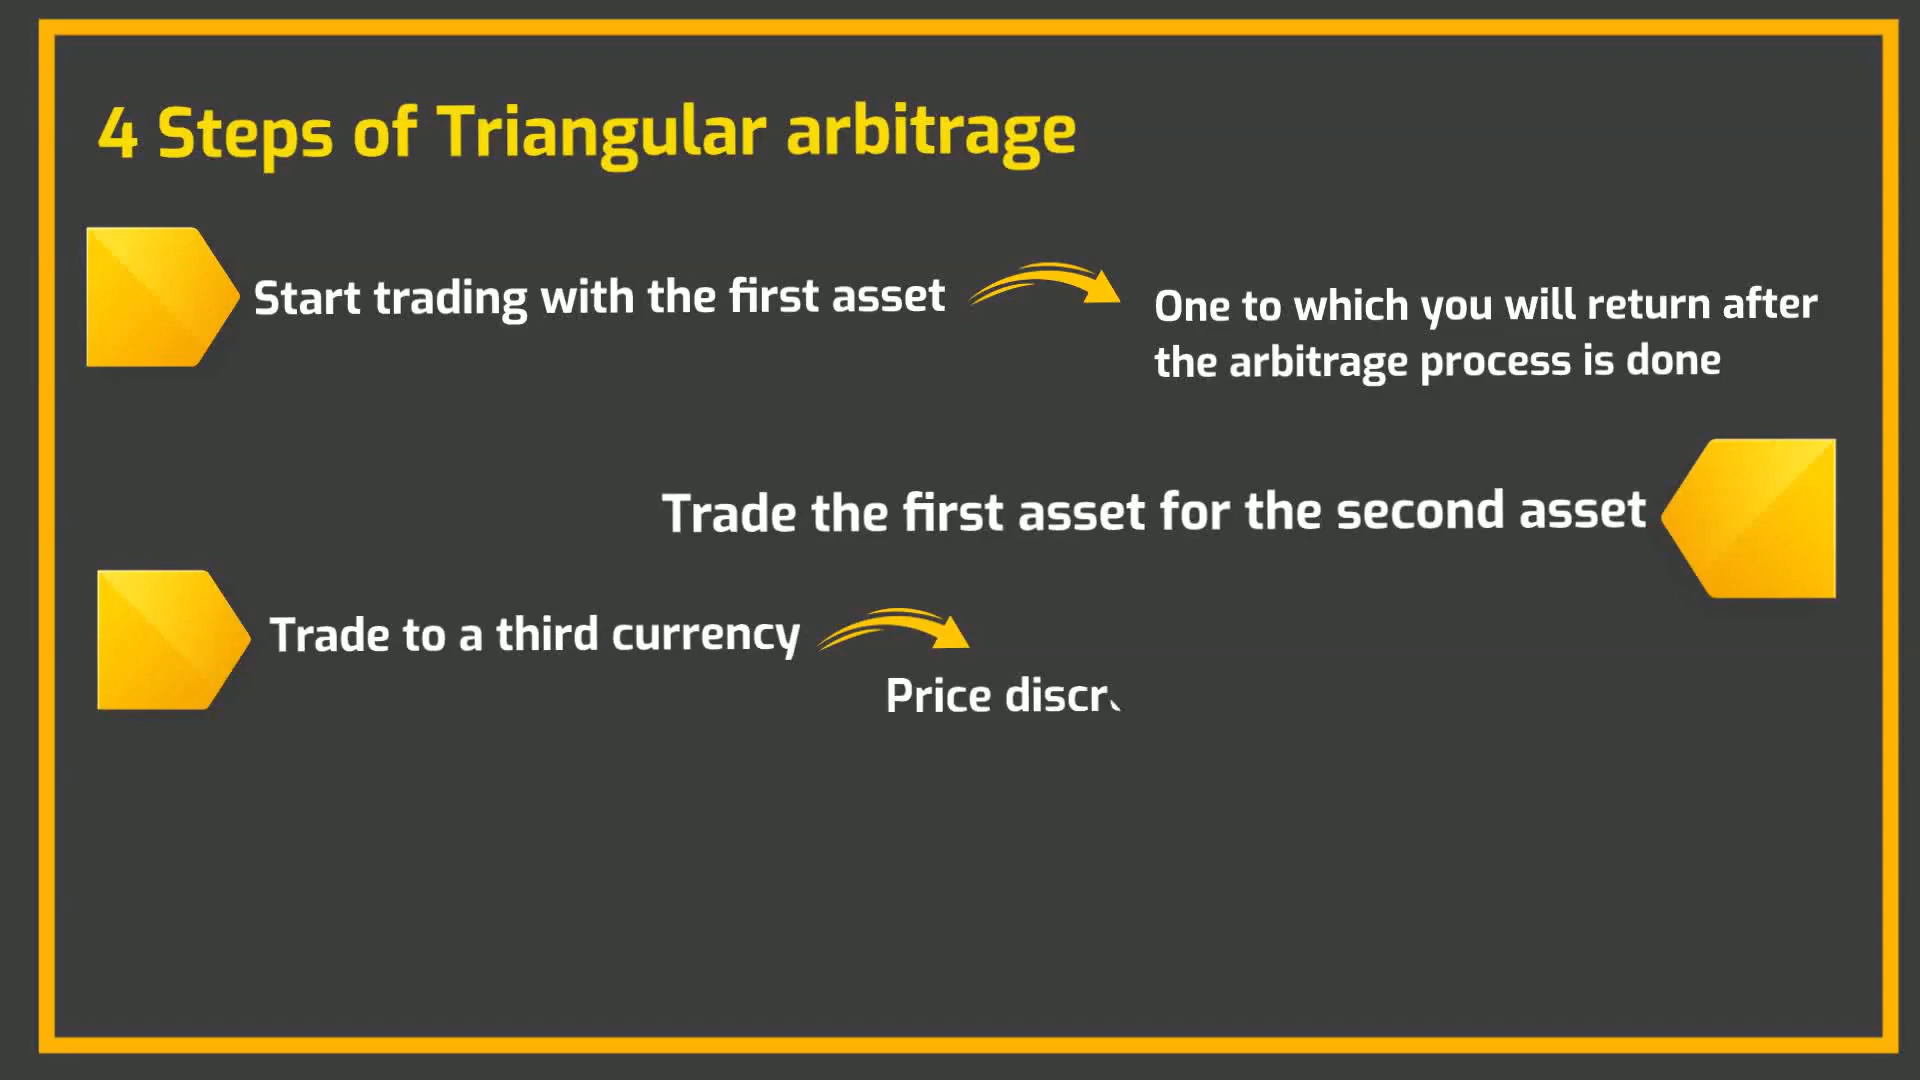 4 Steps of Triangular arbitrage
Start trading with the first asset
One to which you will return after
the arbitrage process is done
Trade the first asset for the second asset
Trade to a third currency
Price